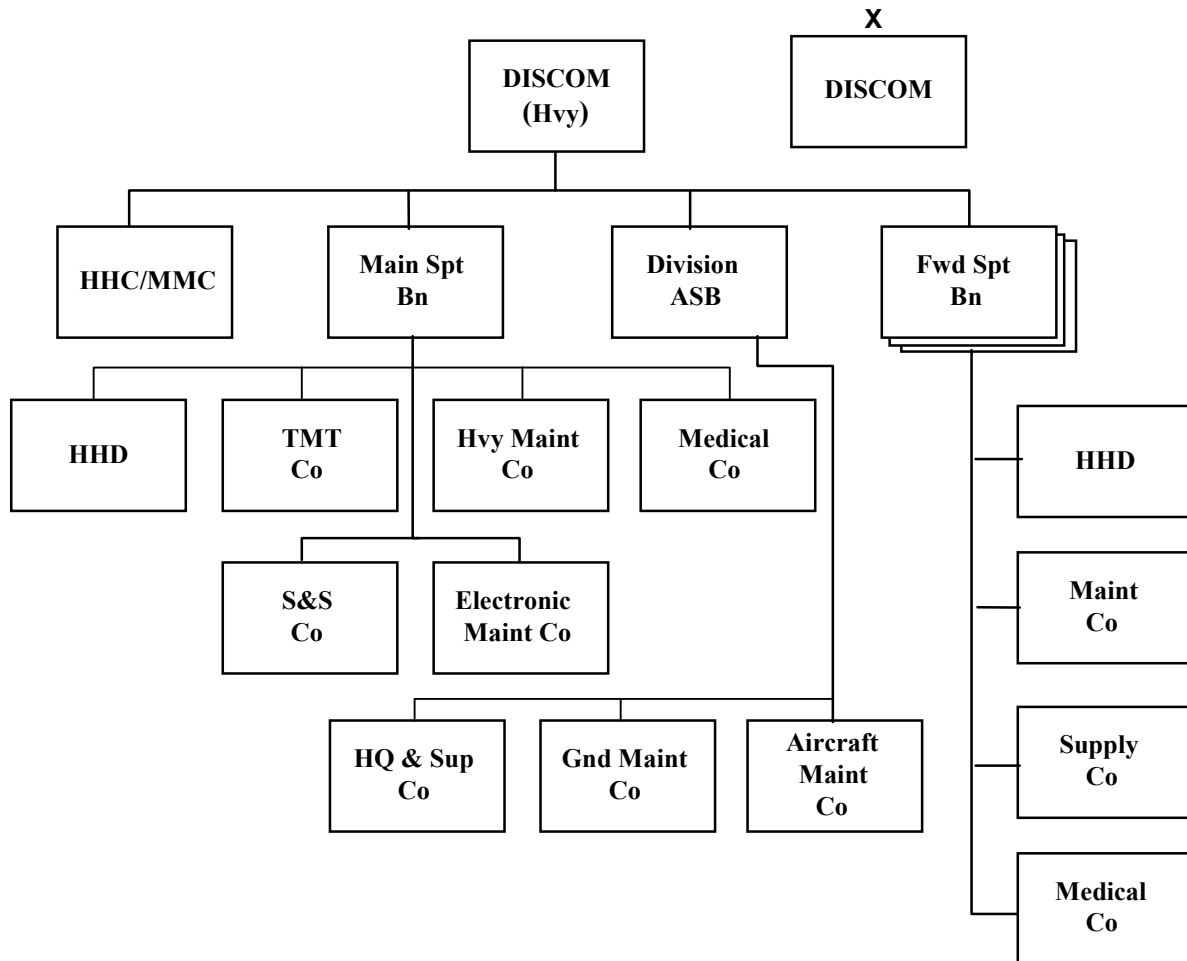 X
DISCOM
(Hvy)
DISCOM
HHC/MMC
Main Spt
Bn
Division
ASB
Fwd Spt
Bn
HHD
TMT
Co
Hvy Maint
Co
Medical
Co
HHD
S&S
Co
Electronic
Maint Co
Maint
Co
HQ & Sup
Co
Gnd Maint
Co
Aircraft
Maint
Co
Supply
Co
Medical
Co